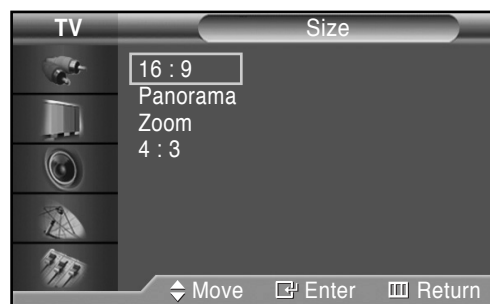 TV Size
16 : 9
Panorama
Zoom
4 : 3
Move Enter Return